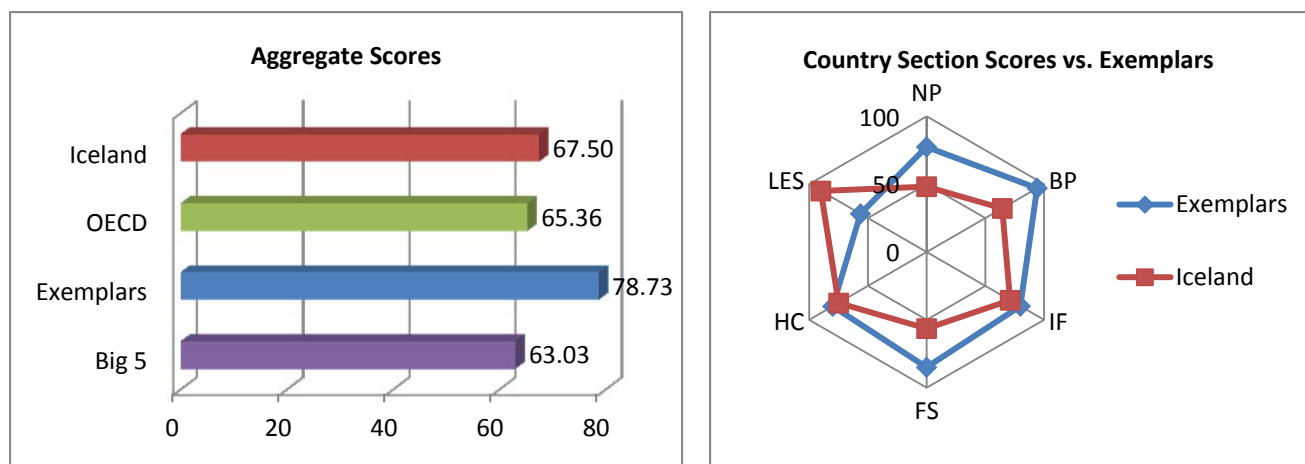 Aggregate Scores
Iceland
67.50
OECD
65.36
Exemplars
78.73
Big 5
63.03
0 20 40 60 80
Country Section Scores vs. Exemplars
NP
100
LES
50
BP
Exemplars
0
Iceland
HC
IF
FS